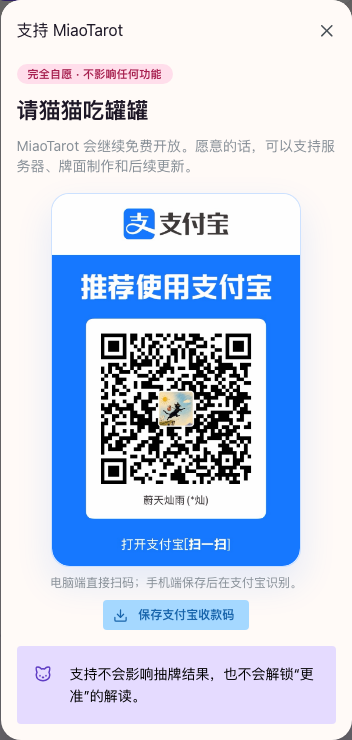 支持 MiaoTarot
完全自愿 · 不影响任何功能
请猫猫吃罐罐
MiaoTarot 会继续免费开放。愿意的话，可以支持服
务器、牌面制作和后续更新。
支付宝
推荐使用支付宝
蔚天灿雨 (*灿)
打开支付宝[扫一扫]
电脑端直接扫码；手机端保存后在支付宝识别。
保存支付宝收款码
支持不会影响抽牌结果，也不会解锁“更
准”的解读。